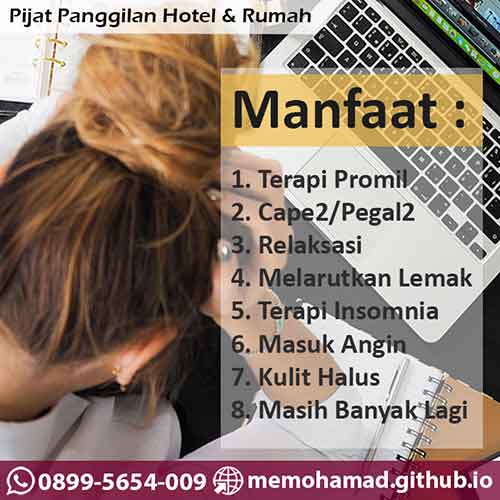 Pijat Panggilan Hotel & Rumah
Manfaat :
1. Terapi Promil
2. Cape2/Pegal2
3. Relaksasi
4. Melarutkan Lemak
5. Terapi Insomnia
6. Masuk Angin
7. Kulit Halus
8. Masih Banyak Lagi
0899-5654-009 memohamad.github.io